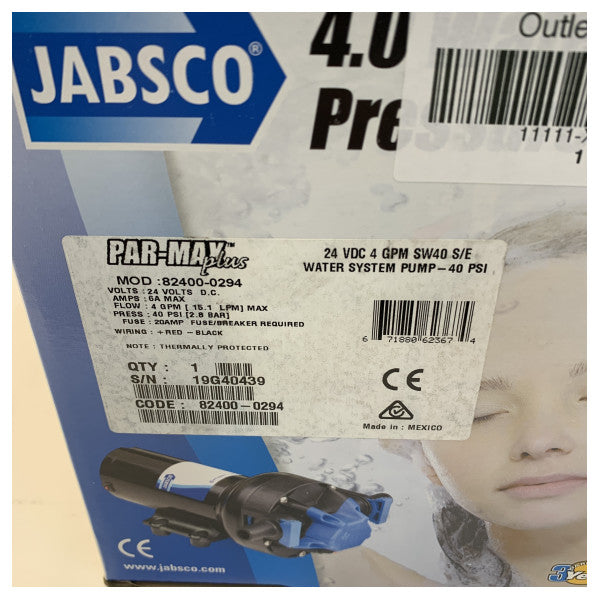 JABSCO®
4.0
Outle
11111-
1
PAR-MAX™ plus
24 VDC 4 GPM SW40 S/E
WATER SYSTEM PUMP-40 PSI
MOD :82400-0294
VOLTS : 24 VOLTS D.C.
AMPS : 6A MAX
FLOW : 4 GPM [ 15.1 LPM] MAX
PRESS : 40 PSI [2.8 BAR]
FUSE : 20AMP FUSE/BREAKER REQUIRED
WIRING : +RED -BLACK
NOTE : THERMALLY PROTECTED
6 71880 62367 4
QTY : 1
S/N : 19G40439
CODE : 82400-0294
CE
Made in : MEXICO
CE
www.jabsco.com